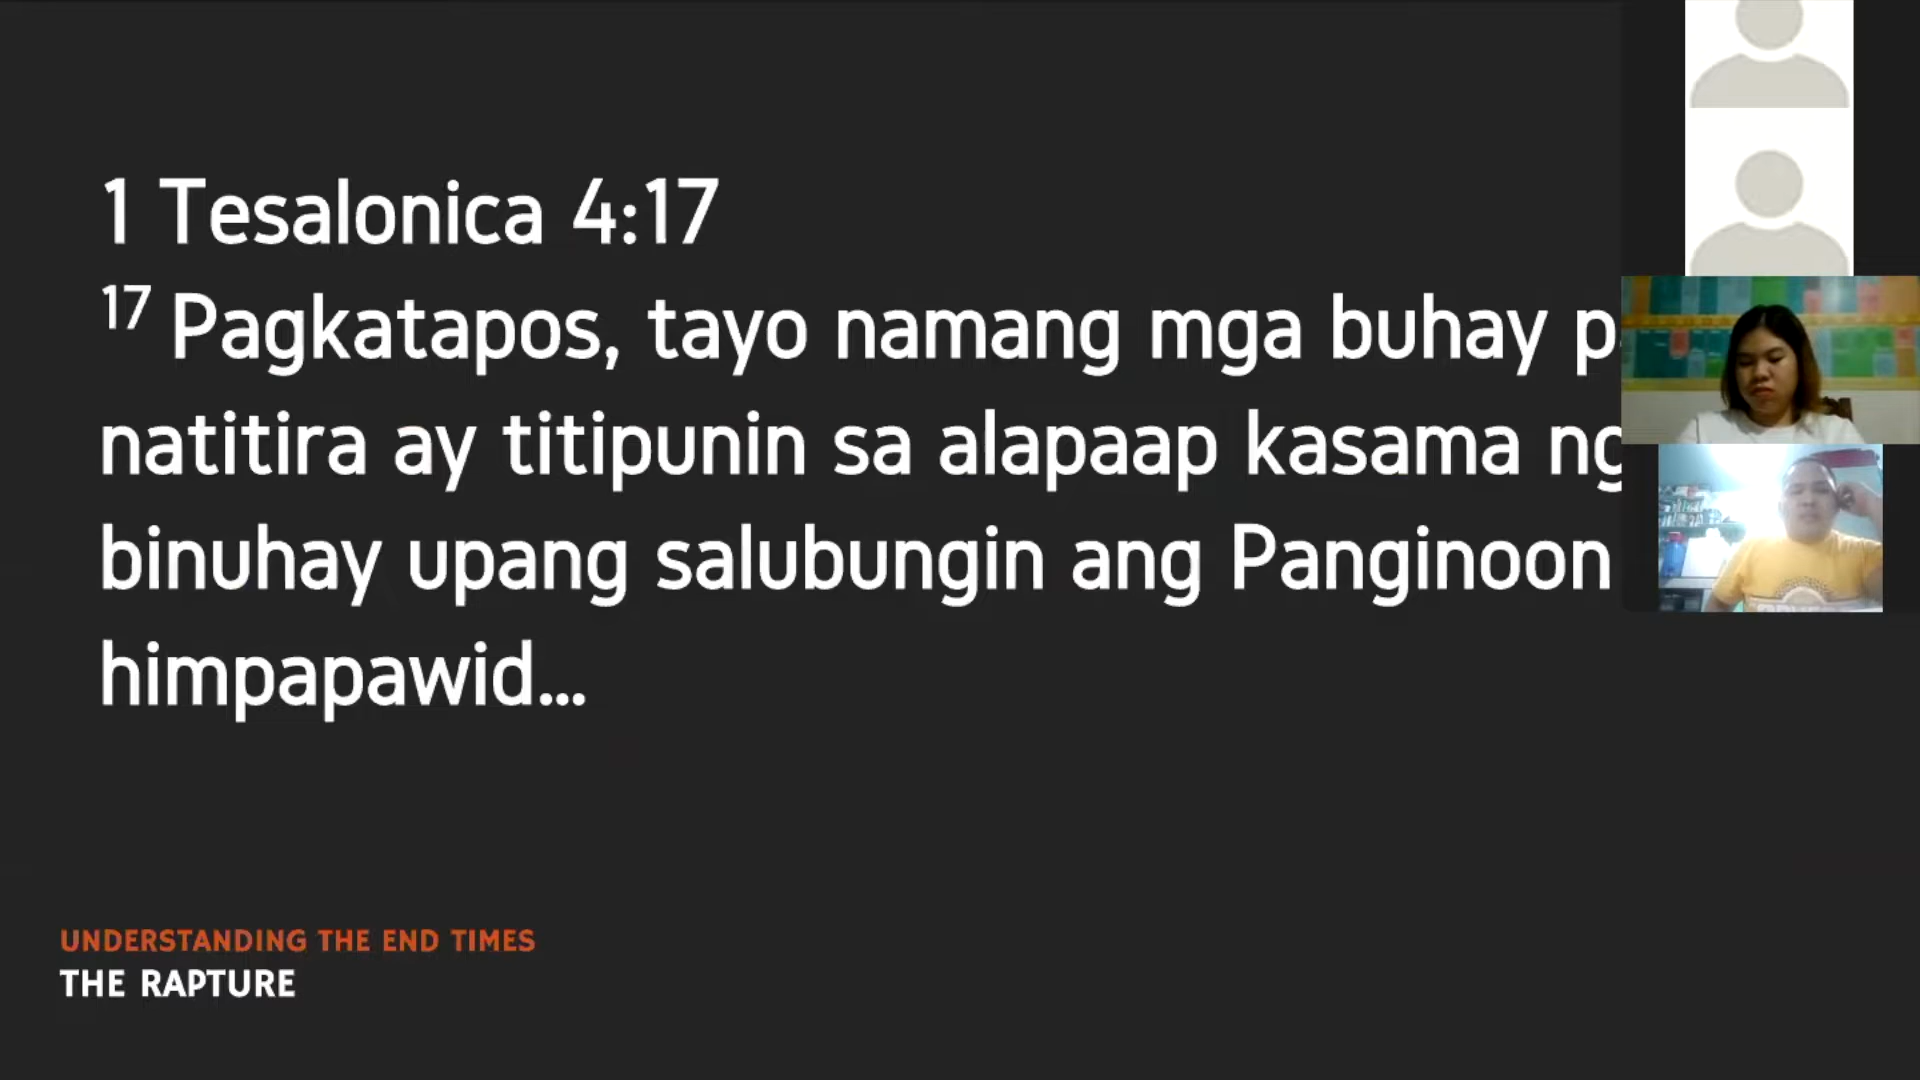 1 Tesalonica 4:17
17 Pagkatapos, tayo namang mga buhay
natitira ay titipunin sa alapaap kasama
binuhay upang salubungin ang Panginoon
himpapawid...
UNDERSTANDING THE END TIMES
THE RAPTURE